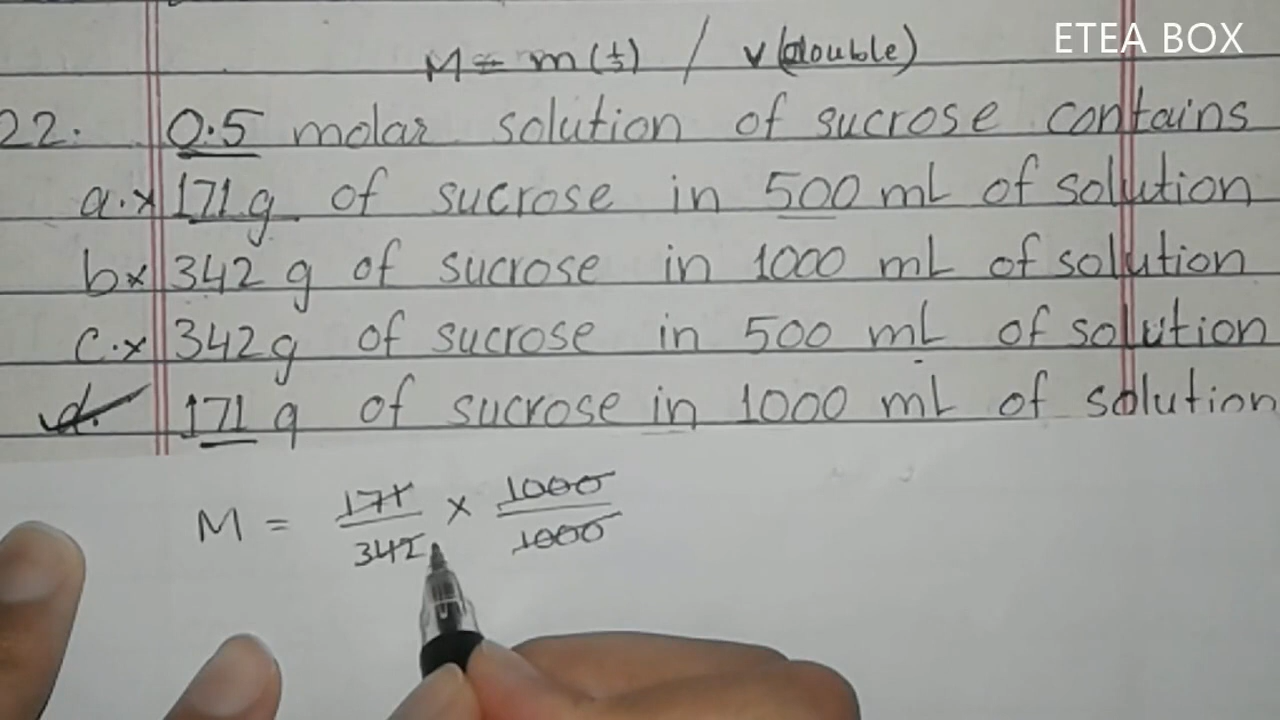 ETEA BOX
M = m(1/2) / v(double)
22. 0.5 molar solution of sucrose contains
a. x 171 g of sucrose in 500 mL of solution
b x 342 g of sucrose in 1000 mL of solution
c. x 342 g of sucrose in 500 mL of solution
d. 171 g of sucrose in 1000 mL of solution
M = 171/342 x 1000/1000